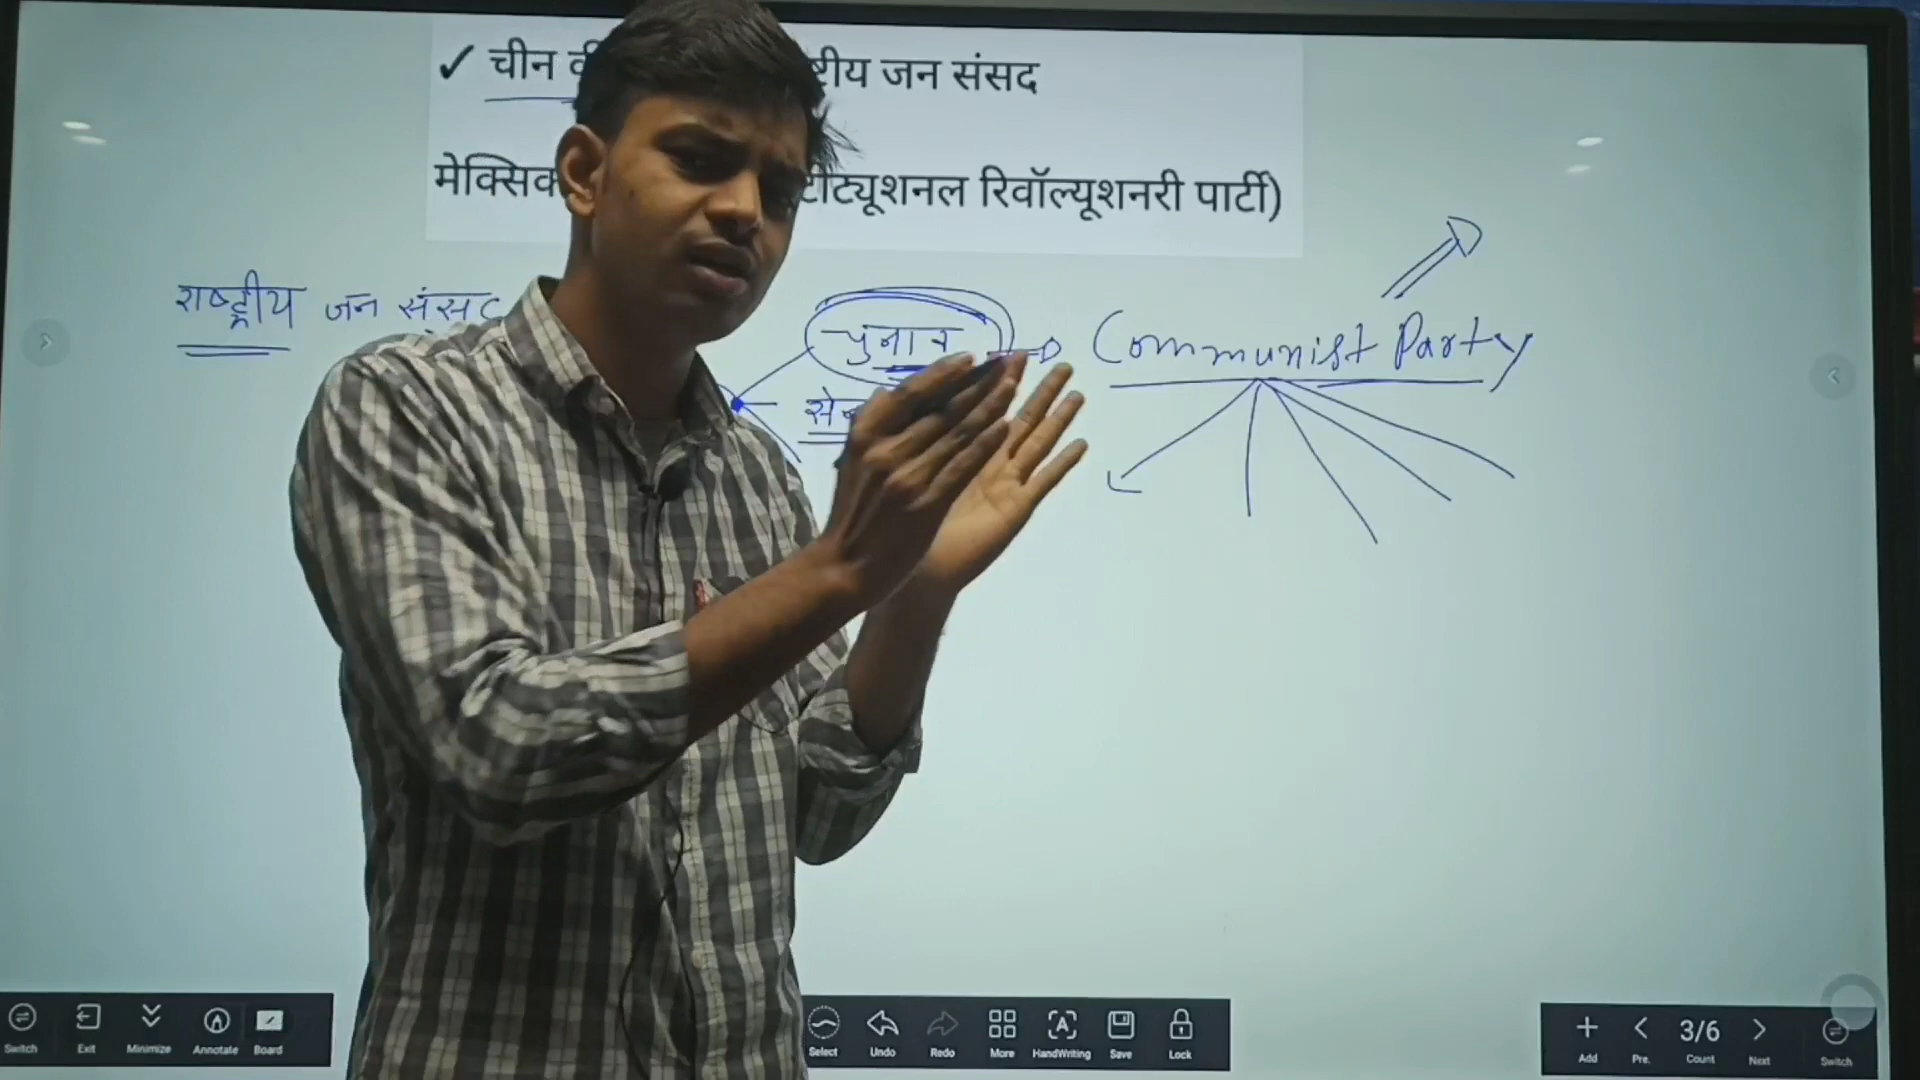 ✓ चीन ष्ट्रीय जन संसद
मेक्सिक टीट्यूशनल रिवॉल्यूशनरी पार्टी)
राष्ट्रीय जन संसद
चुनाव
Communist Party
Switch Exit Minimize Annotate Board Select Undo Redo More HandWriting Save Lock Add Pre. 3/6 Count Next Switch